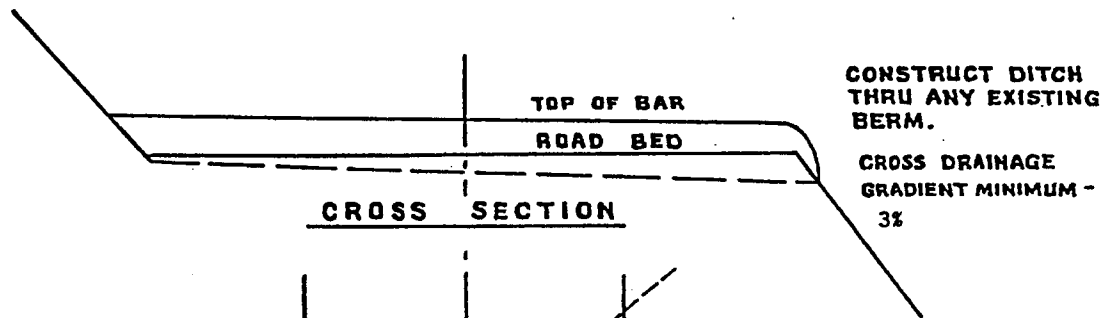 TOP OF BAR
ROAD BED
CROSS SECTION
CONSTRUCT DITCH
THRU ANY EXISTING
BERM.
CROSS DRAINAGE
GRADIENT MINIMUM -
3%